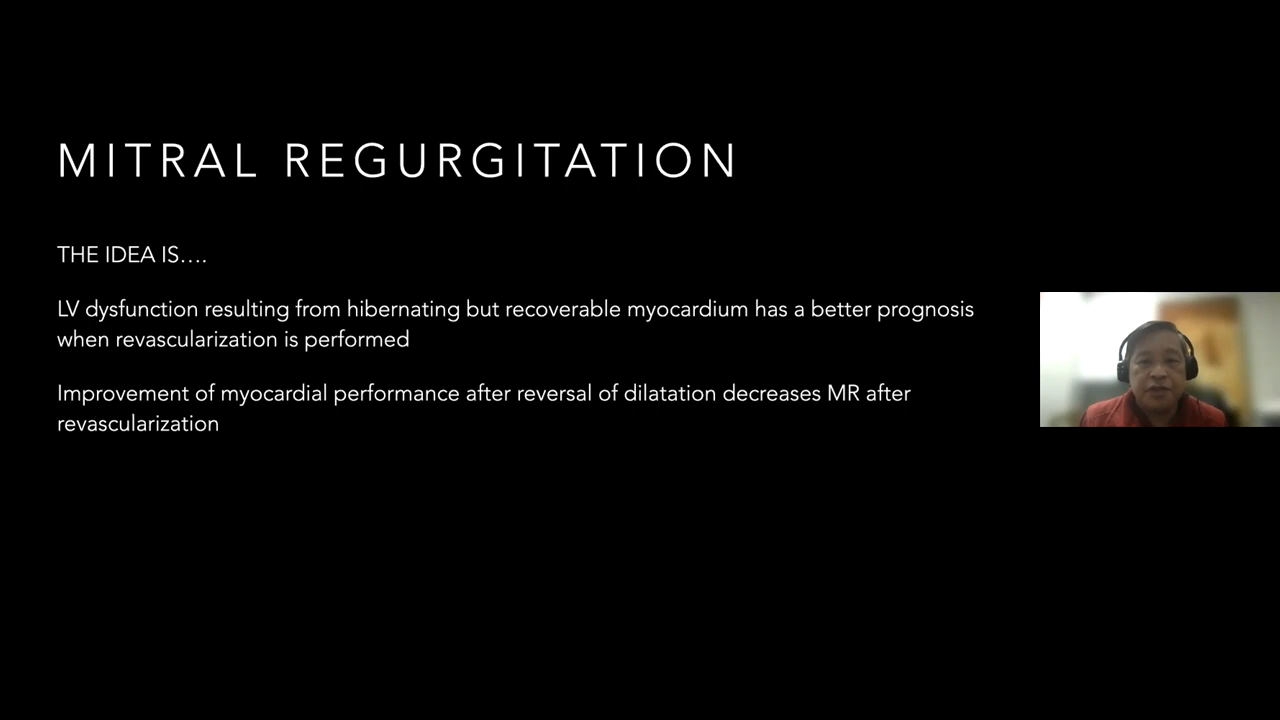 MITRAL REGURGITATION
THE IDEA IS....
LV dysfunction resulting from hibernating but recoverable myocardium has a better prognosis
when revascularization is performed
Improvement of myocardial performance after reversal of dilatation decreases MR after
revascularization